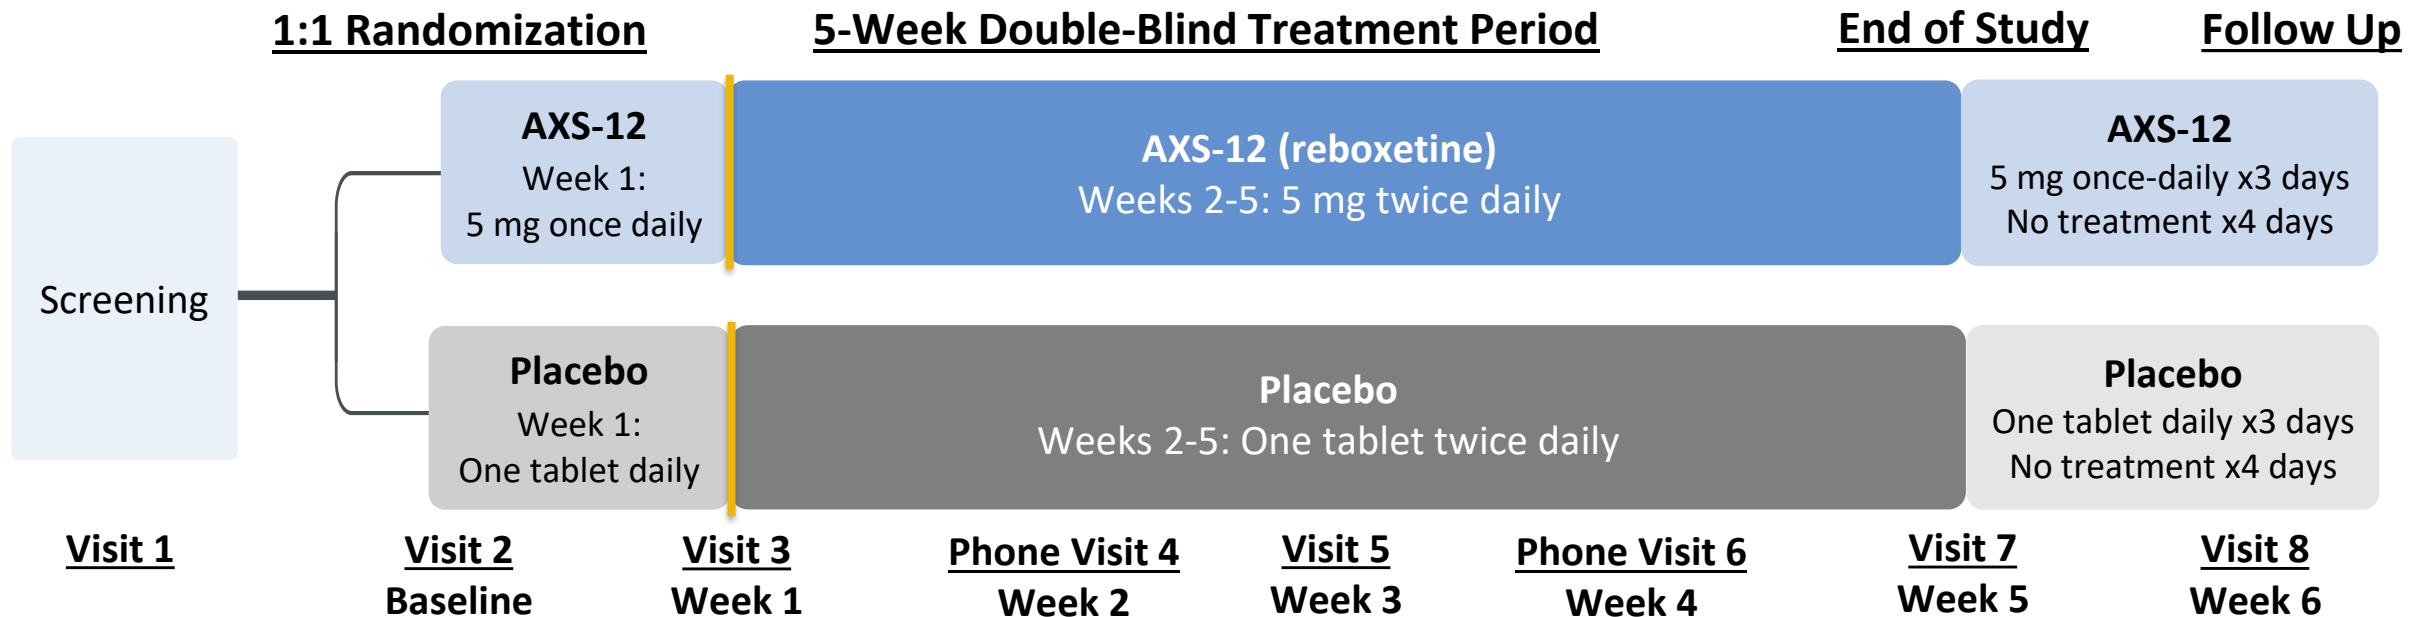 1:1 Randomization
5-Week Double-Blind Treatment Period
End of Study
Follow Up
Screening
AXS-12
Week 1:
5 mg once daily
AXS-12 (reboxetine)
Weeks 2-5: 5 mg twice daily
AXS-12
5 mg once-daily x3 days
No treatment x4 days
Placebo
Week 1:
One tablet daily
Placebo
Weeks 2-5: One tablet twice daily
Placebo
One tablet daily x3 days
No treatment x4 days
Visit 1
Visit 2
Baseline
Visit 3
Week 1
Phone Visit 4
Week 2
Visit 5
Week 3
Phone Visit 6
Week 4
Visit 7
Week 5
Visit 8
Week 6